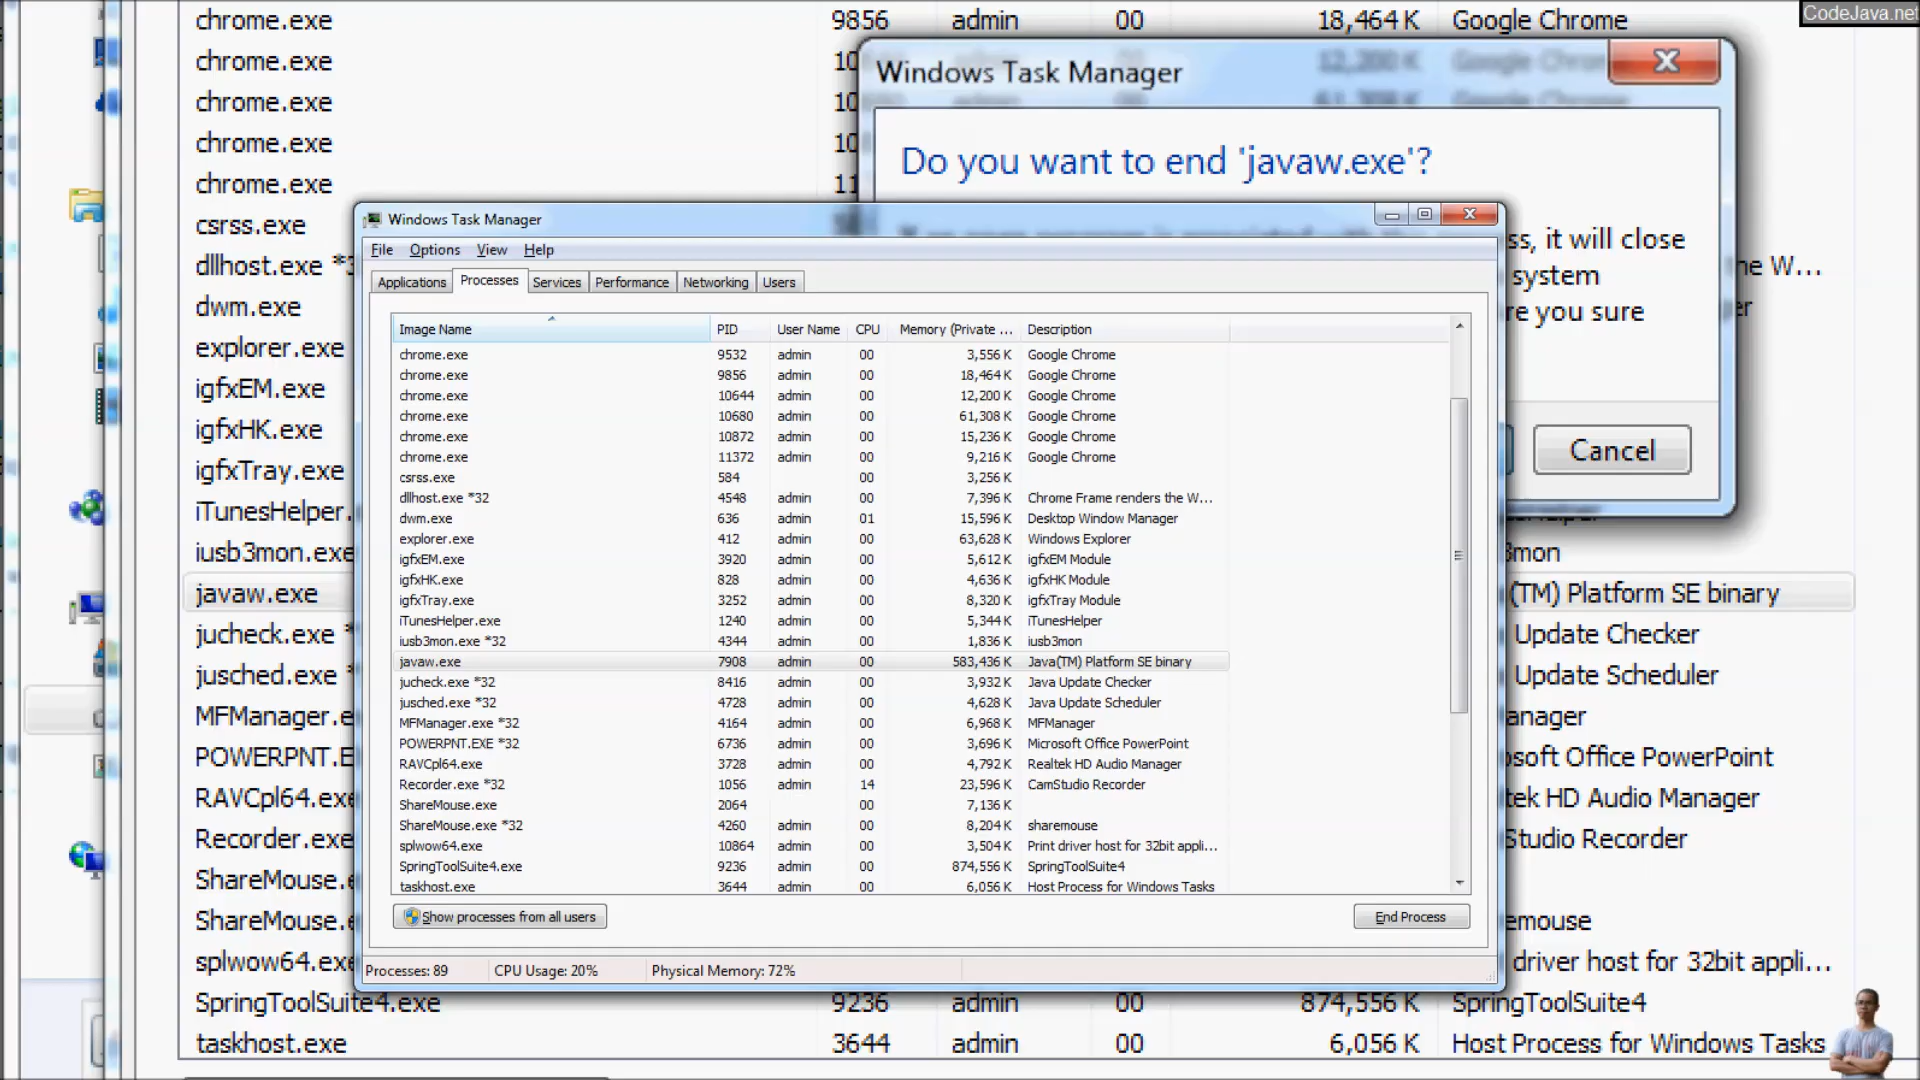 chrome.exe 9856 admin 00 18,464 K Google Chrome
CodeJava.net
chrome.exe
chrome.exe
chrome.exe
chrome.exe
csrss.exe
dllhost.exe
dwm.exe
explorer.exe
igfxEM.exe
igfxHK.exe
igfxTray.exe
iTunesHelper.
iusb3mon.exe
javaw.exe
jucheck.exe
jusched.exe
MFManager.e
POWERPNT.E
RAVCpl64.exe
Recorder.exe
ShareMouse.e
ShareMouse.e
splwow64.exe
SpringToolSuite4.exe 9236 admin 00 874,556 K SpringToolSuite4
taskhost.exe 3644 admin 00 6,056 K Host Process for Windows Tasks
Windows Task Manager
Do you want to end 'javaw.exe'?
ss, it will close
system
re you sure
Cancel
he W...
3mon
(TM) Platform SE binary
Update Checker
Update Scheduler
anager
osoft Office PowerPoint
tek HD Audio Manager
Studio Recorder
emouse
driver host for 32bit appli...
Windows Task Manager
File Options View Help
Applications Processes Services Performance Networking Users
Image Name PID User Name CPU Memory (Private ... Description
chrome.exe 9532 admin 00 3,556 K Google Chrome
chrome.exe 9856 admin 00 18,464 K Google Chrome
chrome.exe 10644 admin 00 12,200 K Google Chrome
chrome.exe 10680 admin 00 61,308 K Google Chrome
chrome.exe 10872 admin 00 15,236 K Google Chrome
chrome.exe 11372 admin 00 9,216 K Google Chrome
csrss.exe 584 00 3,256 K
dllhost.exe *32 4548 admin 00 7,396 K Chrome Frame renders the W...
dwm.exe 636 admin 01 15,596 K Desktop Window Manager
explorer.exe 412 admin 00 63,628 K Windows Explorer
igfxEM.exe 3920 admin 00 5,612 K igfxEM Module
igfxHK.exe 828 admin 00 4,636 K igfxHK Module
igfxTray.exe 3252 admin 00 8,320 K igfxTray Module
iTunesHelper.exe 1240 admin 00 5,344 K iTunesHelper
iusb3mon.exe *32 4344 admin 00 1,836 K iusb3mon
javaw.exe 7908 admin 00 583,436 K Java(TM) Platform SE binary
jucheck.exe *32 8416 admin 00 3,932 K Java Update Checker
jusched.exe *32 4728 admin 00 4,628 K Java Update Scheduler
MFManager.exe *32 4164 admin 00 6,968 K MFManager
POWERPNT.EXE *32 6736 admin 00 3,696 K Microsoft Office PowerPoint
RAVCpl64.exe 3728 admin 00 4,792 K Realtek HD Audio Manager
Recorder.exe *32 1056 admin 14 23,596 K CamStudio Recorder
ShareMouse.exe 2064 00 7,136 K
ShareMouse.exe *32 4260 admin 00 8,204 K sharemouse
splwow64.exe 10864 admin 00 3,504 K Print driver host for 32bit appli...
SpringToolSuite4.exe 9236 admin 00 874,556 K SpringToolSuite4
taskhost.exe 3644 admin 00 6,056 K Host Process for Windows Tasks
Show processes from all users End Process
Processes: 89 CPU Usage: 20% Physical Memory: 72%